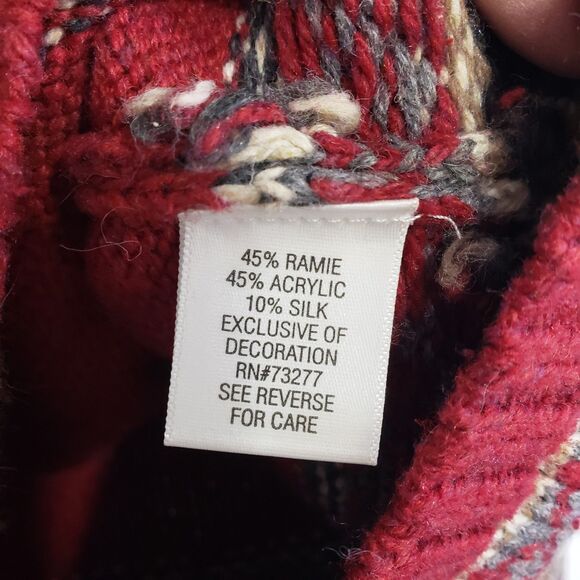 45% RAMIE
45% ACRYLIC
10% SILK
EXCLUSIVE OF
DECORATION
RN#73277
SEE REVERSE
FOR CARE